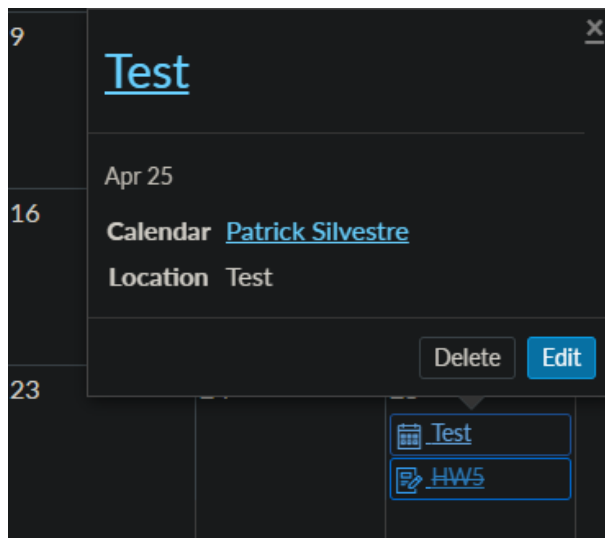 9
×
Test
Apr 25
16
Calendar Patrick Silvestre
Location Test
Delete Edit
23
Test
HW5